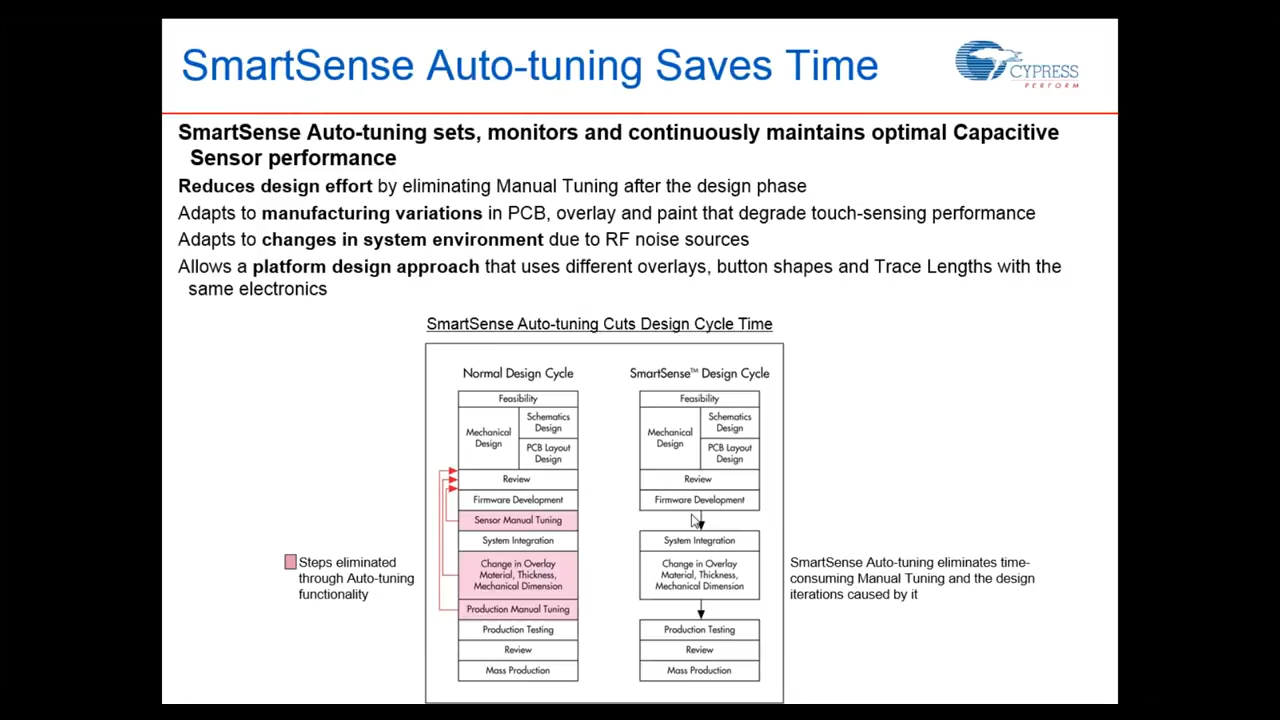 SmartSense Auto-tuning Saves Time
CYPRESS
PERFORM
SmartSense Auto-tuning sets, monitors and continuously maintains optimal Capacitive
Sensor performance
Reduces design effort by eliminating Manual Tuning after the design phase
Adapts to manufacturing variations in PCB, overlay and paint that degrade touch-sensing performance
Adapts to changes in system environment due to RF noise sources
Allows a platform design approach that uses different overlays, button shapes and Trace Lengths with the
same electronics
SmartSense Auto-tuning Cuts Design Cycle Time
Normal Design Cycle
Feasibility
Mechanical
Design
Schematics
Design
PCB Layout
Design
Review
Firmware Development
Sensor Manual Tuning
System Integration
Change in Overlay
Material, Thickness,
Mechanical Dimension
Production Manual Tuning
Production Testing
Review
Mass Production
SmartSense™ Design Cycle
Feasibility
Mechanical
Design
Schematics
Design
PCB Layout
Design
Review
Firmware Development
System Integration
Change in Overlay
Material, Thickness,
Mechanical Dimension
Production Testing
Review
Mass Production
Steps eliminated
through Auto-tuning
functionality
SmartSense Auto-tuning eliminates time-
consuming Manual Tuning and the design
iterations caused by it